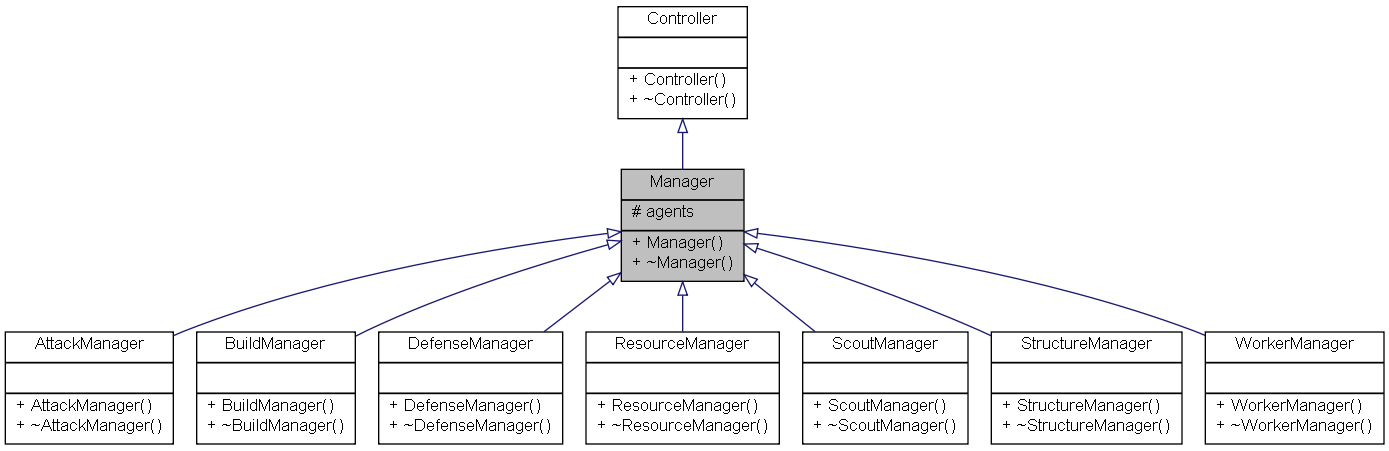 Controller
+ Controller()
+ ~Controller()
Manager
# agents
+ Manager()
+ ~Manager()
AttackManager
+ AttackManager()
+ ~AttackManager()
BuildManager
+ BuildManager()
+ ~BuildManager()
DefenseManager
+ DefenseManager()
+ ~DefenseManager()
ResourceManager
+ ResourceManager()
+ ~ResourceManager()
ScoutManager
+ ScoutManager()
+ ~ScoutManager()
StructureManager
+ StructureManager()
+ ~StructureManager()
WorkerManager
+ WorkerManager()
+ ~WorkerManager()